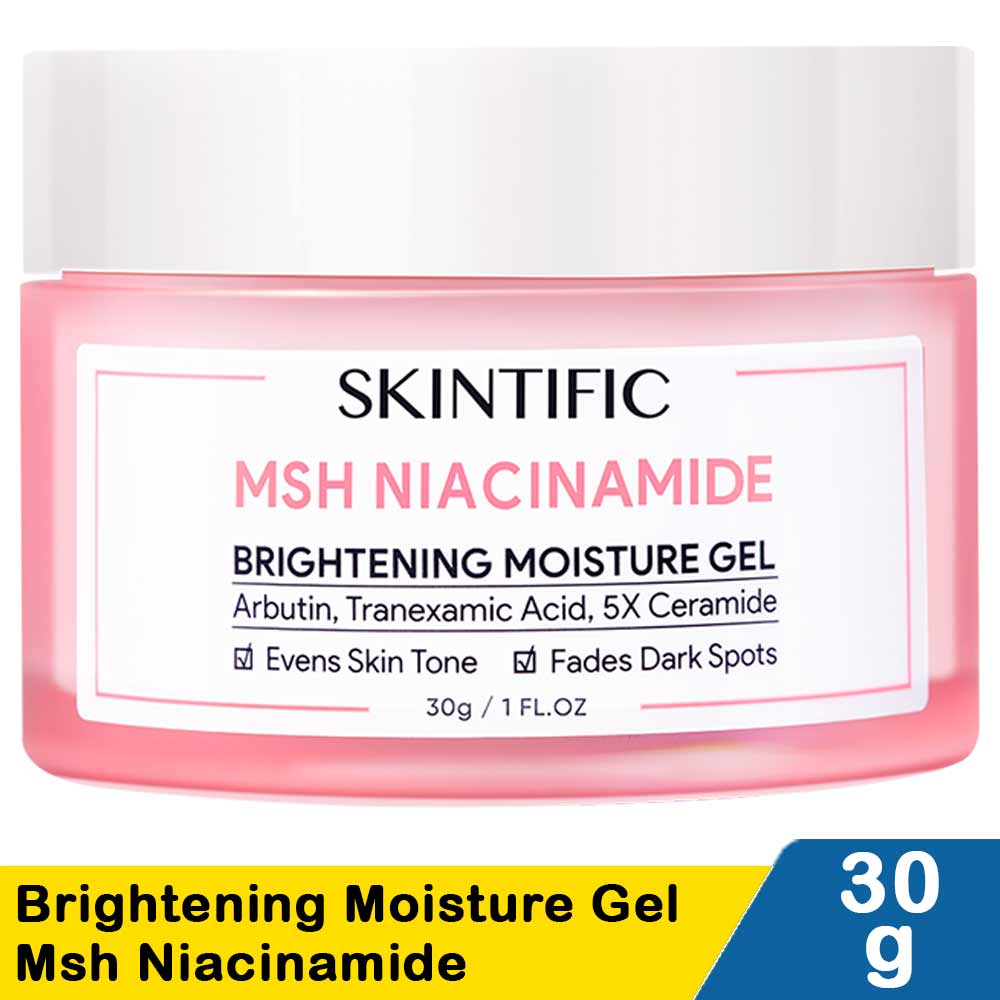 SKINTIFIC
MSH NIACINAMIDE
BRIGHTENING MOISTURE GEL
Arbutin, Tranexamic Acid, 5X Ceramide
☑ Evens Skin Tone ☑ Fades Dark Spots
30g / 1 FL.OZ
Brightening Moisture Gel
Msh Niacinamide
30
g